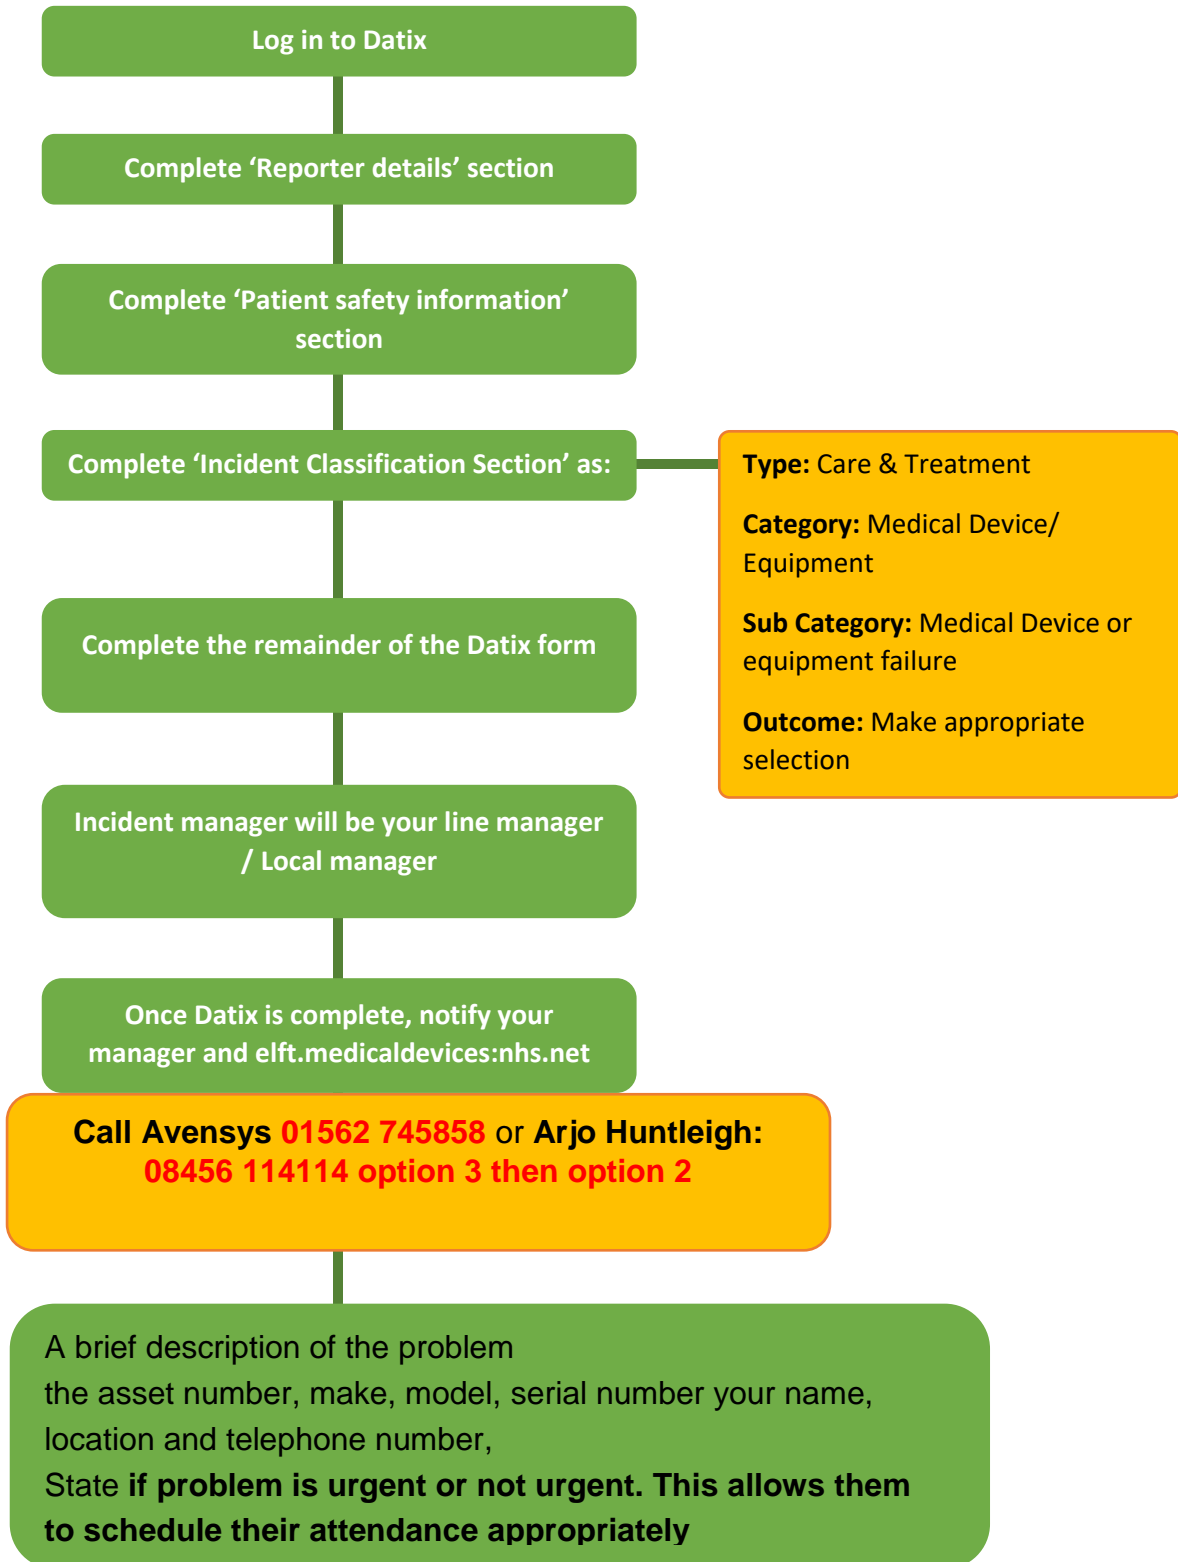 Log in to Datix
Complete ‘Reporter details’ section
Complete ‘Patient safety information’
section
Complete ‘Incident Classification Section’ as:
Type: Care & Treatment
Category: Medical Device/
Equipment
Sub Category: Medical Device or
equipment failure
Outcome: Make appropriate
selection
Complete the remainder of the Datix form
Incident manager will be your line manager
/ Local manager
Once Datix is complete, notify your
manager and elft.medicaldevices:nhs.net
Call Avensys 01562 745858 or Arjo Huntleigh:
08456 114114 option 3 then option 2
A brief description of the problem
the asset number, make, model, serial number your name,
location and telephone number,
State if problem is urgent or not urgent. This allows them
to schedule their attendance appropriately